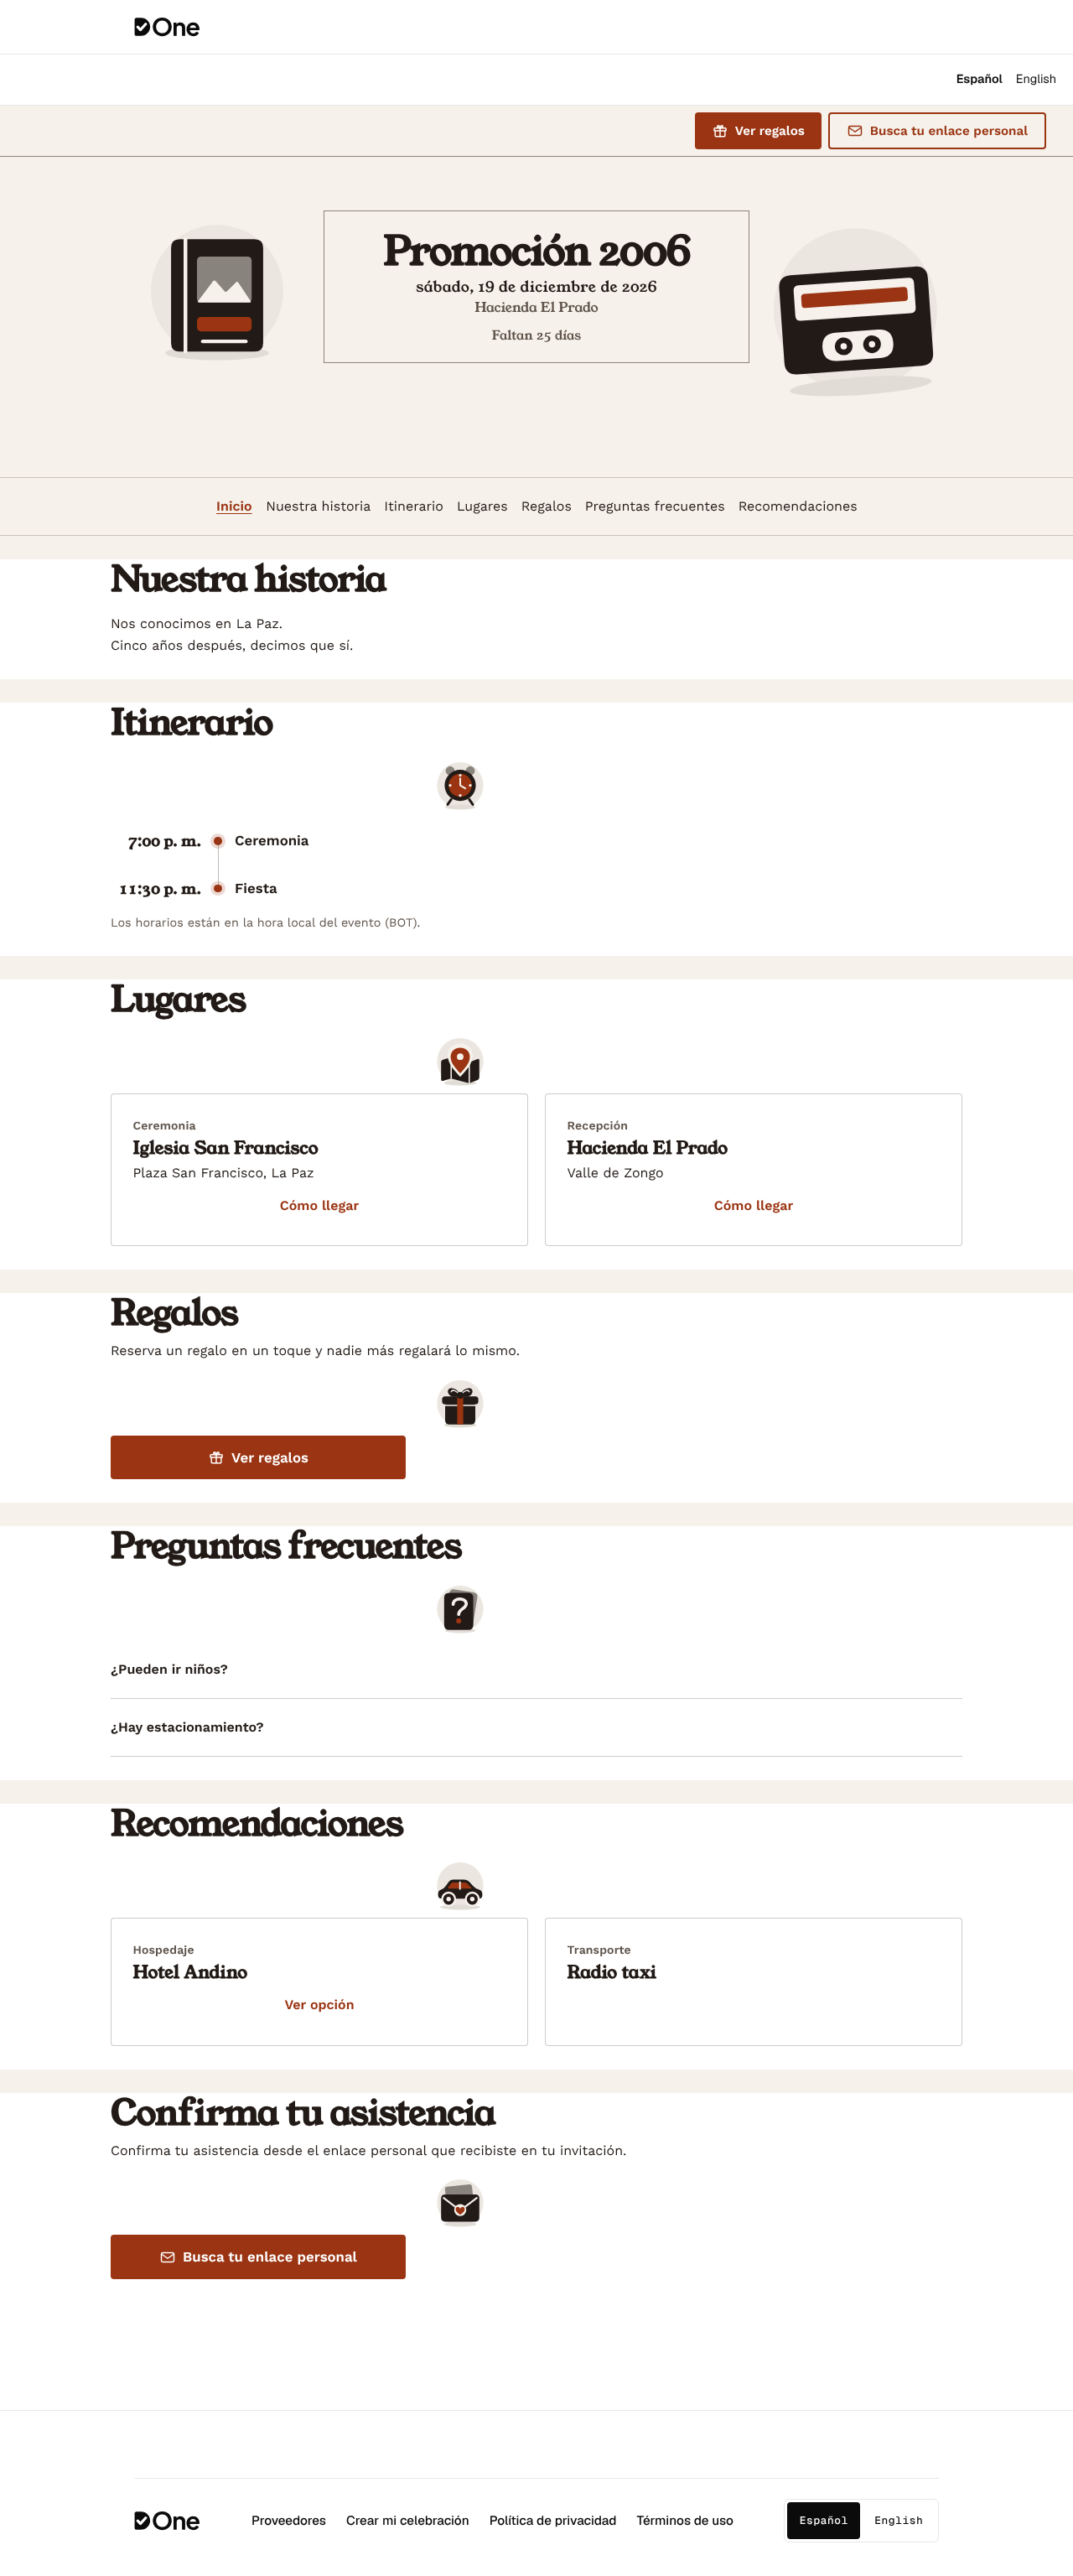 One
Español English
Ver regalos Busca tu enlace personal
Promoción 2006
sábado, 19 de diciembre de 2026
Hacienda El Prado
Faltan 25 días
Inicio Nuestra historia Itinerario Lugares Regalos Preguntas frecuentes Recomendaciones
Nuestra historia
Nos conocimos en La Paz.
Cinco años después, decimos que sí.
Itinerario
7:00 p. m. Ceremonia
11:30 p. m. Fiesta
Los horarios están en la hora local del evento (BOT).
Lugares
Ceremonia
Iglesia San Francisco
Plaza San Francisco, La Paz
Cómo llegar
Recepción
Hacienda El Prado
Valle de Zongo
Cómo llegar
Regalos
Reserva un regalo en un toque y nadie más regalará lo mismo.
Ver regalos
Preguntas frecuentes
?
¿Pueden ir niños?
¿Hay estacionamiento?
Recomendaciones
Hospedaje
Hotel Andino
Ver opción
Transporte
Radio taxi
Confirma tu asistencia
Confirma tu asistencia desde el enlace personal que recibiste en tu invitación.
Busca tu enlace personal
One
Proveedores Crear mi celebración Política de privacidad Términos de uso Español English